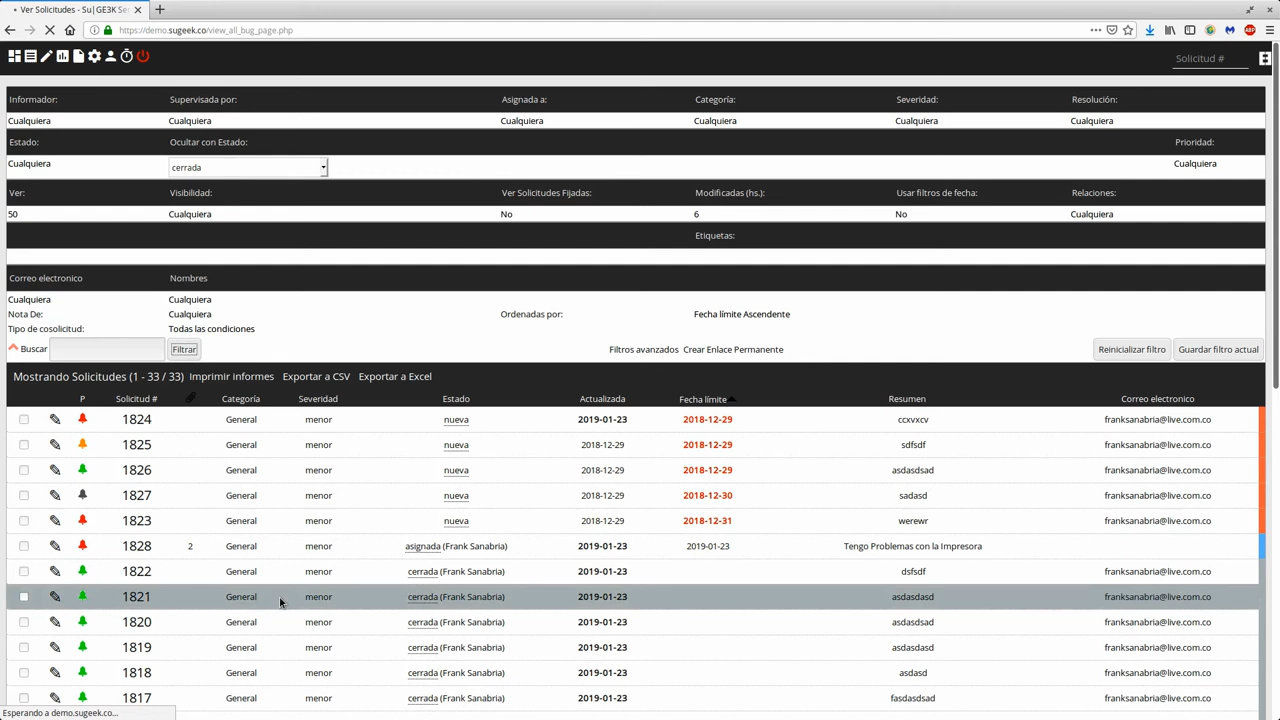 Ver Solicitudes - Su|GE3K Ser
https://demo.sugeek.co/view_all_bug_page.php
Solicitud #
Informador: Supervisada por: Asignada a: Categoría: Severidad: Resolución:
Cualquiera Cualquiera Cualquiera Cualquiera Cualquiera Cualquiera
Estado: Ocultar con Estado: Prioridad:
Cualquiera cerrada Cualquiera
Ver: Visibilidad: Ver Solicitudes Fijadas: Modificadas (hs.): Usar filtros de fecha: Relaciones:
50 Cualquiera No 6 No Cualquiera
Etiquetas:
Correo electronico Nombres
Cualquiera Cualquiera
Nota De: Cualquiera Ordenadas por: Fecha límite Ascendente
Tipo de cosolicitud: Todas las condiciones
Buscar Filtrar Filtros avanzados Crear Enlace Permanente Reinicializar filtro Guardar filtro actual
Mostrando Solicitudes (1 - 33 / 33) Imprimir informes Exportar a CSV Exportar a Excel
P Solicitud # Categoría Severidad Estado Actualizada Fecha límite Resumen Correo electronico
1824 General menor nueva 2019-01-23 2018-12-29 ccxvxcv franksanabria@live.com.co
1825 General menor nueva 2018-12-29 2018-12-29 sdfsdf franksanabria@live.com.co
1826 General menor nueva 2018-12-29 2018-12-29 asdasdsad franksanabria@live.com.co
1827 General menor nueva 2018-12-29 2018-12-30 sadasd franksanabria@live.com.co
1823 General menor nueva 2018-12-29 2018-12-31 werewr franksanabria@live.com.co
1828 2 General menor asignada (Frank Sanabria) 2019-01-23 2019-01-23 Tengo Problemas con la Impresora
1822 General menor cerrada (Frank Sanabria) 2019-01-23 dsfsdf franksanabria@live.com.co
1821 General menor cerrada (Frank Sanabria) 2019-01-23 asdasdasd franksanabria@live.com.co
1820 General menor cerrada (Frank Sanabria) 2019-01-23 asdasdsad franksanabria@live.com.co
1819 General menor cerrada (Frank Sanabria) 2019-01-23 asdasdasd franksanabria@live.com.co
1818 General menor cerrada (Frank Sanabria) 2019-01-23 asdasd franksanabria@live.com.co
1817 General menor cerrada (Frank Sanabria) 2019-01-23 fasdasdsad franksanabria@live.com.co
Esperando a demo.sugeek.co...